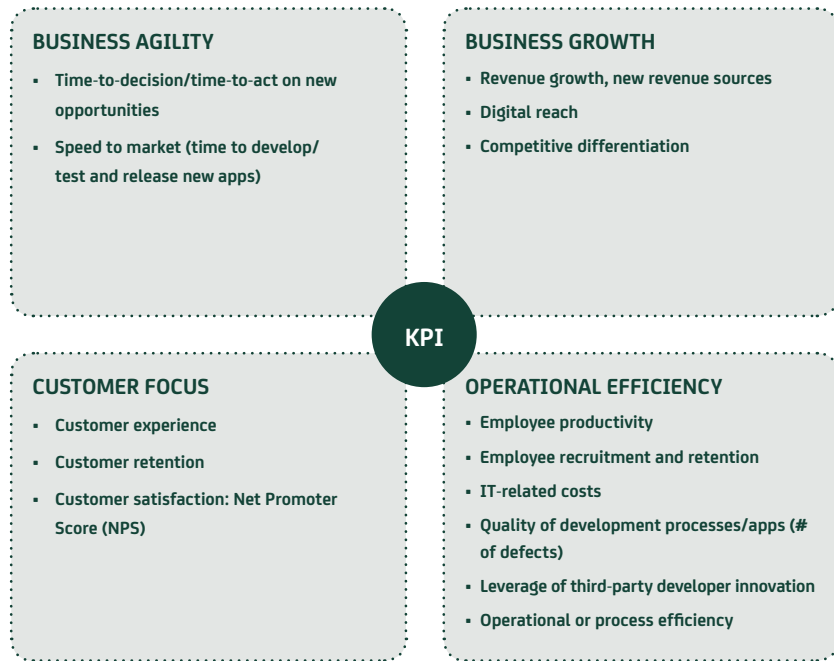 BUSINESS AGILITY
▪ Time-to-decision/time-to-act on new
opportunities
▪ Speed to market (time to develop/
test and release new apps)
BUSINESS GROWTH
▪ Revenue growth, new revenue sources
▪ Digital reach
▪ Competitive differentiation
KPI
CUSTOMER FOCUS
▪ Customer experience
▪ Customer retention
▪ Customer satisfaction: Net Promoter
Score (NPS)
OPERATIONAL EFFICIENCY
▪ Employee productivity
▪ Employee recruitment and retention
▪ IT-related costs
▪ Quality of development processes/apps (#
of defects)
▪ Leverage of third-party developer innovation
▪ Operational or process efficiency